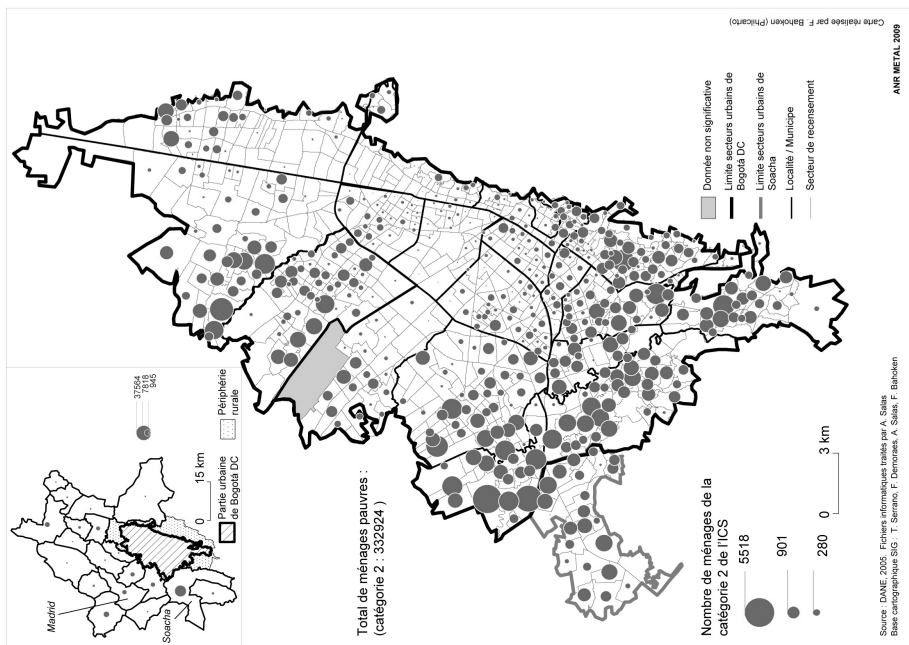 Madrid
Soacha
37564
7818
945
0
15 km
Partie urbaine
de Bogotá DC
Périphérie
rurale
Total de ménages pauvres :
(catégorie 2 : 332924 )
Nombre de ménages de la
catégorie 2 de l'ICS
5518
901
280
0
3 km
Donnée non significative
Limite secteurs urbains de
Bogotá DC
Limite secteurs urbains de
Soacha
Localité / Municipe
Secteur de recensement
Source : DANE, 2005. Fichiers informatiques traités par A. Salas
Base cartographique SIG : T. Serrano, F. Demoraes, A. Salas, F. Bahoken
Carte réalisée par F. Bahoken (Philcarto)
ANR METAL 2009